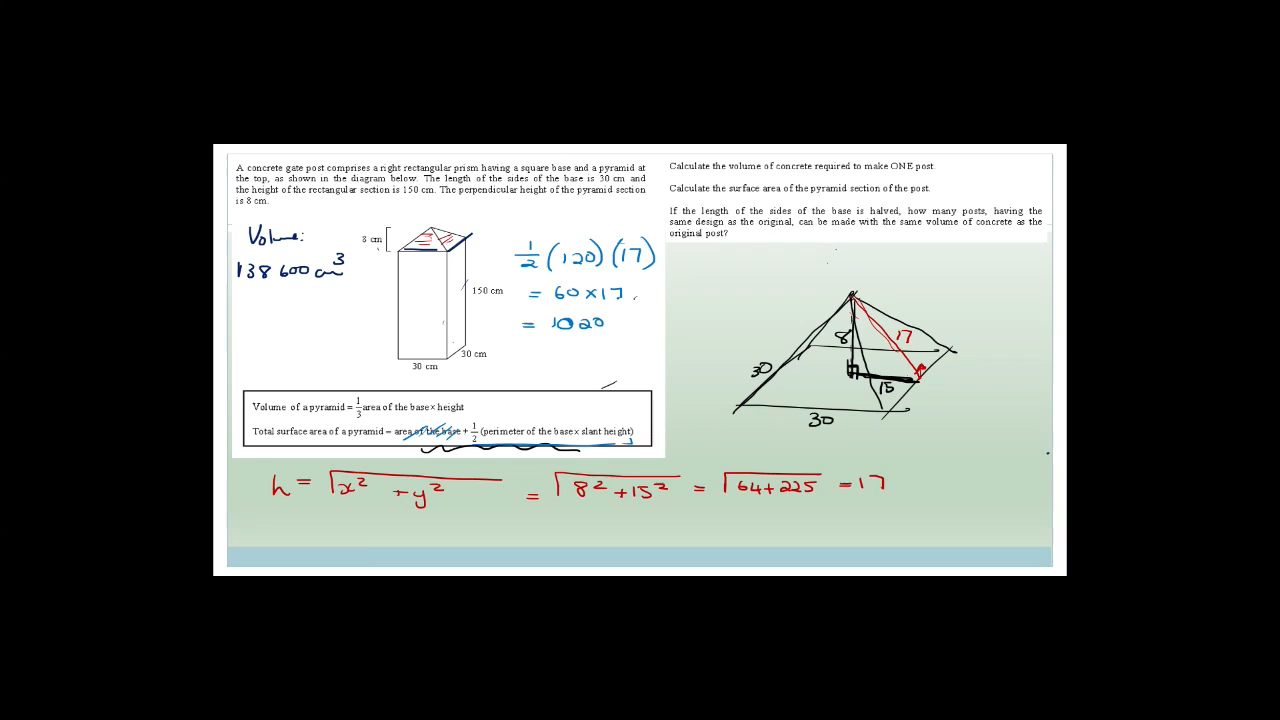 A concrete gate post comprises a right rectangular prism having a square base and a pyramid at
the top, as shown in the diagram below. The length of the sides of the base is 30 cm and
the height of the rectangular section is 150 cm. The perpendicular height of the pyramid section
is 8 cm.
Volume:
138 600 cm³
8 cm
150 cm
30 cm
30 cm
1/2 (120)(17)
= 60 × 17
= 1020
Volume of a pyramid = 1/3 area of the base × height
Total surface area of a pyramid = area of the base + 1/2 (perimeter of the base × slant height)
Calculate the volume of concrete required to make ONE post.
Calculate the surface area of the pyramid section of the post.
If the length of the sides of the base is halved, how many posts, having the
same design as the original, can be made with the same volume of concrete as the
original post?
8
17
30
15
30
h = √x² + y² = √8² + 15² = √64 + 225 = 17